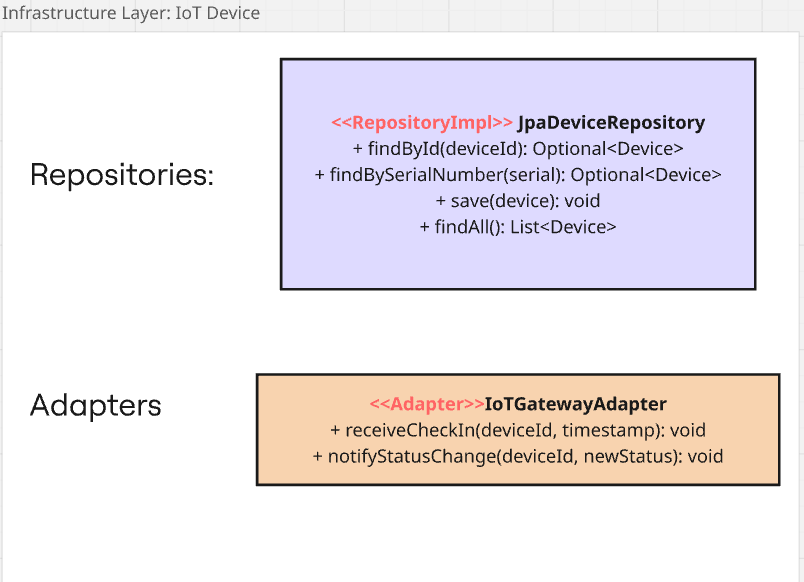 Infrastructure Layer: IoT Device
Repositories:
<<RepositoryImpl>> JpaDeviceRepository
+ findById(deviceId): Optional<Device>
+ findBySerialNumber(serial): Optional<Device>
+ save(device): void
+ findAll(): List<Device>
Adapters
<<Adapter>>IoTGatewayAdapter
+ receiveCheckIn(deviceId, timestamp): void
+ notifyStatusChange(deviceId, newStatus): void